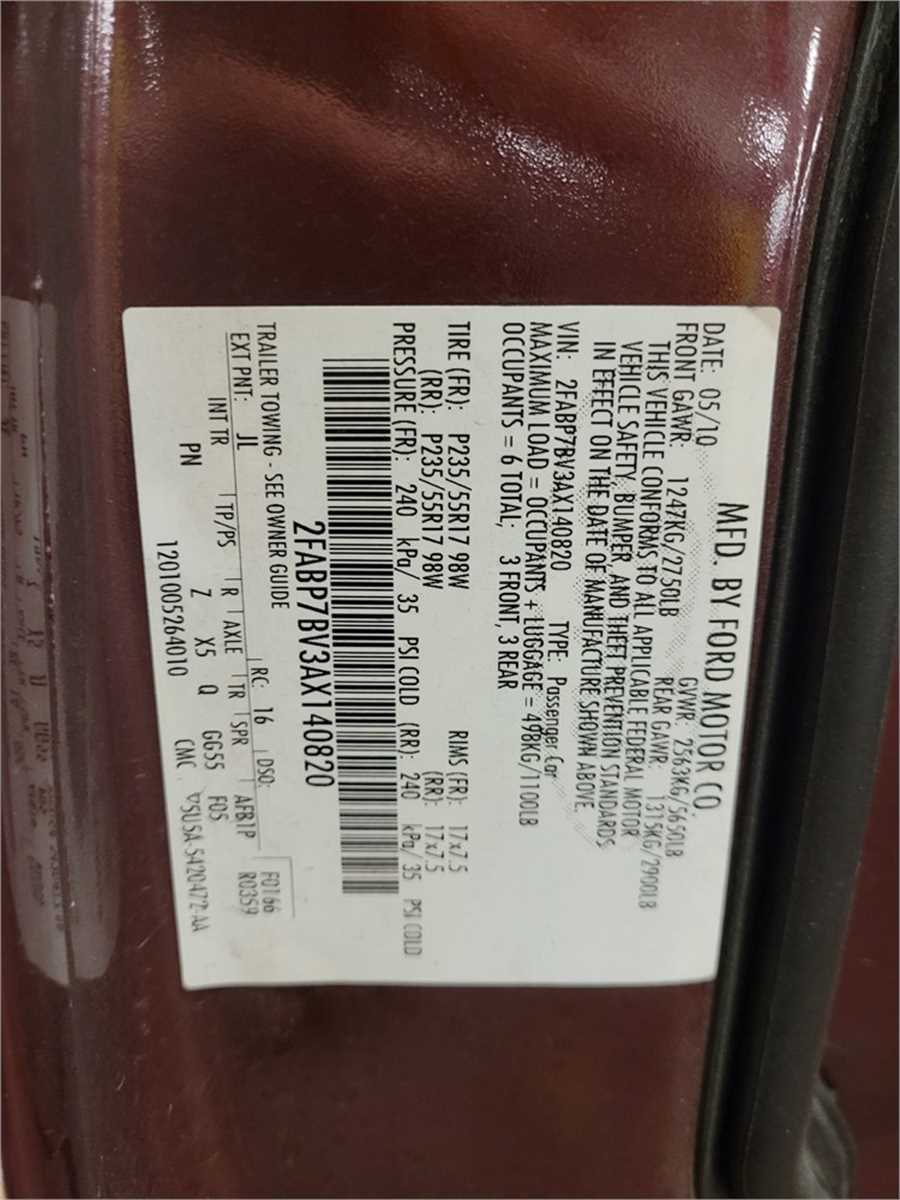 MFD. BY FORD MOTOR CO.
DATE: 05/10 GVWR: 2563KG/5650LB
FRONT GAWR: 1247KG/2750LB REAR GAWR: 1315KG/2900LB
THIS VEHICLE CONFORMS TO ALL APPLICABLE FEDERAL MOTOR
VEHICLE SAFETY, BUMPER, AND THEFT PREVENTION STANDARDS
IN EFFECT ON THE DATE OF MANUFACTURE SHOWN ABOVE.
VIN: 2FABP7BV3AX140820 TYPE: Passenger Car
MAXIMUM LOAD = OCCUPANTS + LUGGAGE = 498KG/1100LB
OCCUPANTS = 6 TOTAL; 3 FRONT, 3 REAR
TIRE (FR): P235/55R17 98W RIMS (FR): 17x7.5
(RR): P235/55R17 98W (RR): 17x7.5
PRESSURE (FR): 240 kPa/ 35 PSI COLD (RR): 240 kPa/ 35 PSI COLD
2FABP7BV3AX140820
TRAILER TOWING - SEE OWNER GUIDE
F0166
EXT PNT: JL RC: 16 DSO: R0359
INT TR TP/PS R AXLE TR SPR AFB1P
PN Z X5 Q GG55 F05
1201005264010 CMC 5USA-5420472-AA